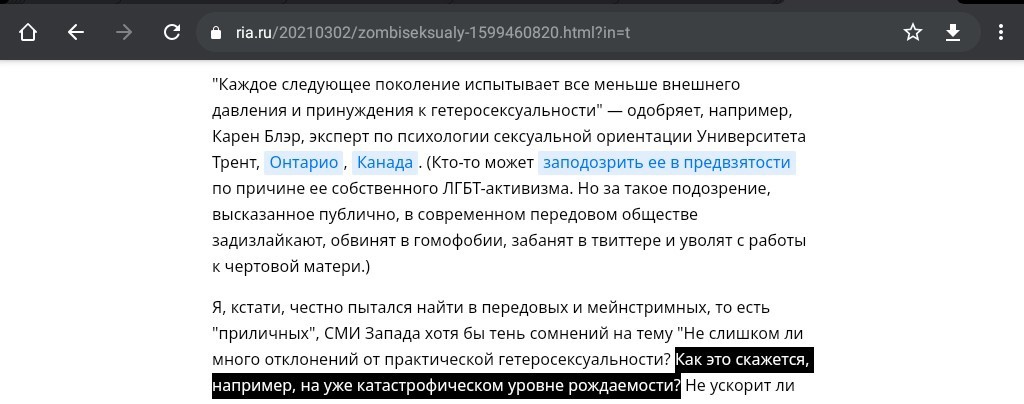 ria.ru/20210302/zombiseksualy-1599460820.html?in=t
"Каждое следующее поколение испытывает все меньше внешнего
давления и принуждения к гетеросексуальности" — одобряет, например,
Карен Блэр, эксперт по психологии сексуальной ориентации Университета
Трент, Онтарио , Канада . (Кто-то может заподозрить ее в предвзятости
по причине ее собственного ЛГБТ-активизма. Но за такое подозрение,
высказанное публично, в современном передовом обществе
задизлайкают, обвинят в гомофобии, забанят в твиттере и уволят с работы
к чертовой матери.)
Я, кстати, честно пытался найти в передовых и мейнстримных, то есть
"приличных", СМИ Запада хотя бы тень сомнений на тему "Не слишком ли
много отклонений от практической гетеросексуальности? Как это скажется,
например, на уже катастрофическом уровне рождаемости? Не ускорит ли